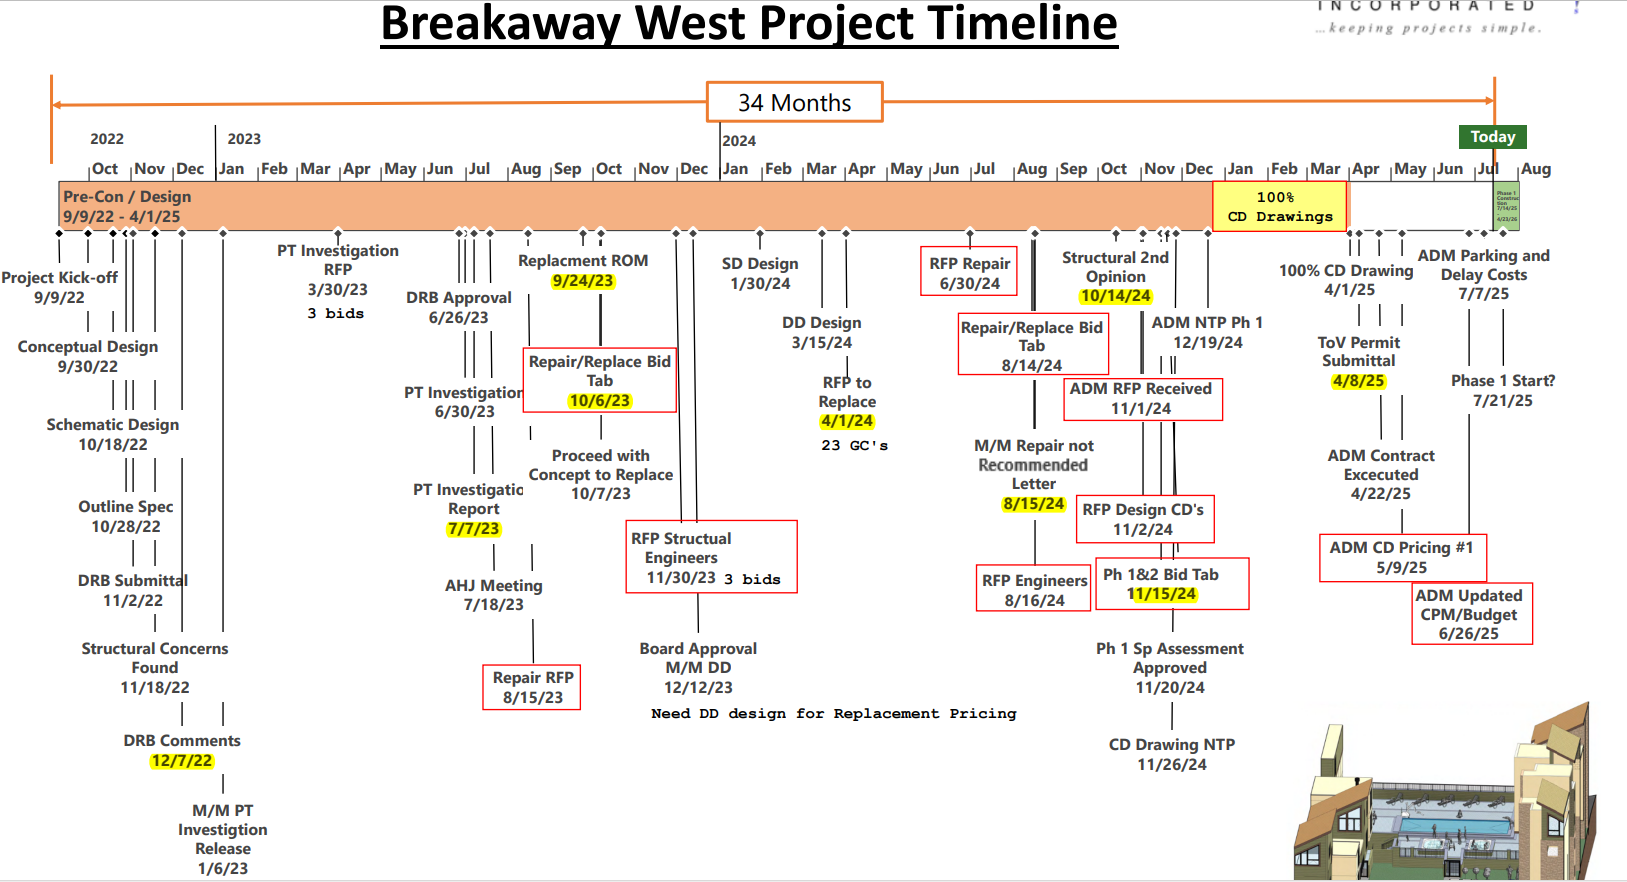 Breakaway West Project Timeline
INCORPORATED
...keeping projects simple.
34 Months
2022
2023
2024
Today
Oct Nov Dec Jan Feb Mar Apr May Jun Jul Aug Sep Oct Nov Dec Jan Feb Mar Apr May Jun Jul Aug Sep Oct Nov Dec Jan Feb Mar Apr May Jun Jul Aug
Pre-Con / Design
9/9/22 - 4/1/25
100%
CD Drawings
Phase 1
Construc
tion
7/14/25
-
4/23/26
Project Kick-off
9/9/22
Conceptual Design
9/30/22
Schematic Design
10/18/22
Outline Spec
10/28/22
DRB Submittal
11/2/22
Structural Concerns
Found
11/18/22
DRB Comments
12/7/22
M/M PT
Investigtion
Release
1/6/23
PT Investigation
RFP
3/30/23
3 bids
DRB Approval
6/26/23
PT Investigation
6/30/23
PT Investigatio
Report
7/7/23
AHJ Meeting
7/18/23
Repair RFP
8/15/23
Replacment ROM
9/24/23
Repair/Replace Bid
Tab
10/6/23
Proceed with
Concept to Replace
10/7/23
RFP Structual
Engineers
11/30/23 3 bids
Board Approval
M/M DD
12/12/23
Need DD design for Replacement Pricing
SD Design
1/30/24
DD Design
3/15/24
RFP to
Replace
4/1/24
23 GC's
RFP Repair
6/30/24
Repair/Replace Bid
Tab
8/14/24
M/M Repair not
Recommended
Letter
8/15/24
RFP Engineers
8/16/24
Structural 2nd
Opinion
10/14/24
ADM RFP Received
11/1/24
RFP Design CD's
11/2/24
Ph 1&2 Bid Tab
11/15/24
Ph 1 Sp Assessment
Approved
11/20/24
CD Drawing NTP
11/26/24
ADM NTP Ph 1
12/19/24
100% CD Drawing
4/1/25
ToV Permit
Submittal
4/8/25
ADM Contract
Excecuted
4/22/25
ADM CD Pricing #1
5/9/25
ADM Updated
CPM/Budget
6/26/25
ADM Parking and
Delay Costs
7/7/25
Phase 1 Start?
7/21/25